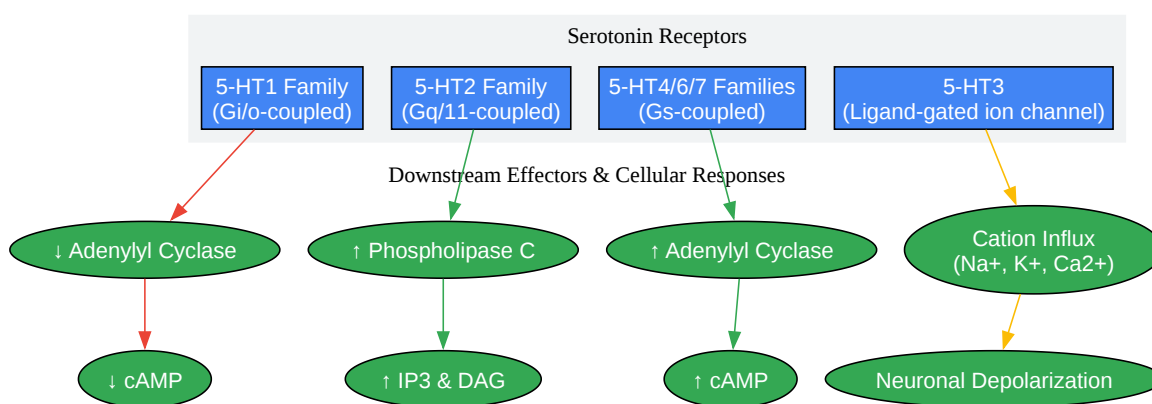 Serotonin Receptors
5-HT1 Family
(Gi/o-coupled)
5-HT2 Family
(Gq/11-coupled)
5-HT4/6/7 Families
(Gs-coupled)
5-HT3
(Ligand-gated ion channel)
Downstream Effectors & Cellular Responses
↓ Adenylyl Cyclase
↑ Phospholipase C
↑ Adenylyl Cyclase
Cation Influx
(Na+, K+, Ca2+)
↓ cAMP
↑ IP3 & DAG
↑ cAMP
Neuronal Depolarization